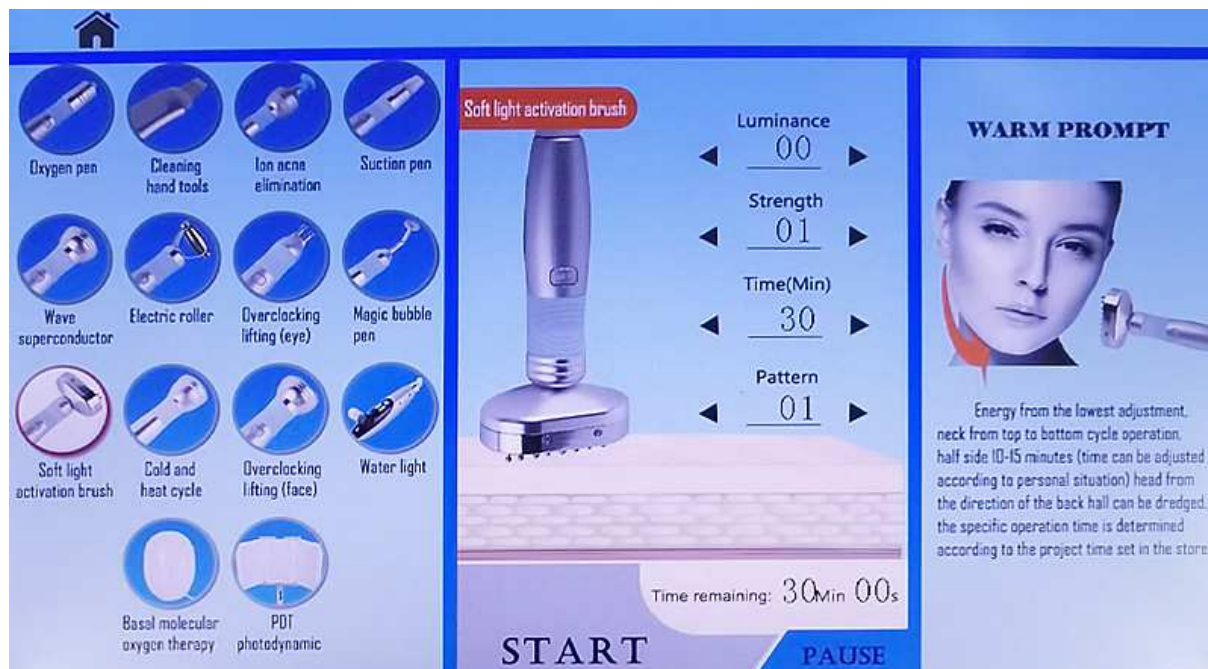 Oxygen pen
Cleaning
hand tools
Ion acne
elimination
Suction pen
Wave
superconductor
Electric roller
Overclocking
lifting (eye)
Magic bubble
pen
Soft light
activation brush
Cold and
heat cycle
Overclocking
lifting (face)
Water light
Basal molecular
oxygen therapy
PDT
photodynamic
Soft light activation brush
Luminance
00
Strength
01
Time(Min)
30
Pattern
01
Time remaining: 30Min 00s
START
PAUSE
WARM PROMPT
Energy from the lowest adjustment,
neck from top to bottom cycle operation,
half side 10-15 minutes (time can be adjusted
according to personal situation) head from
the direction of the back hall can be dredged,
the specific operation time is determined
according to the project time set in the store